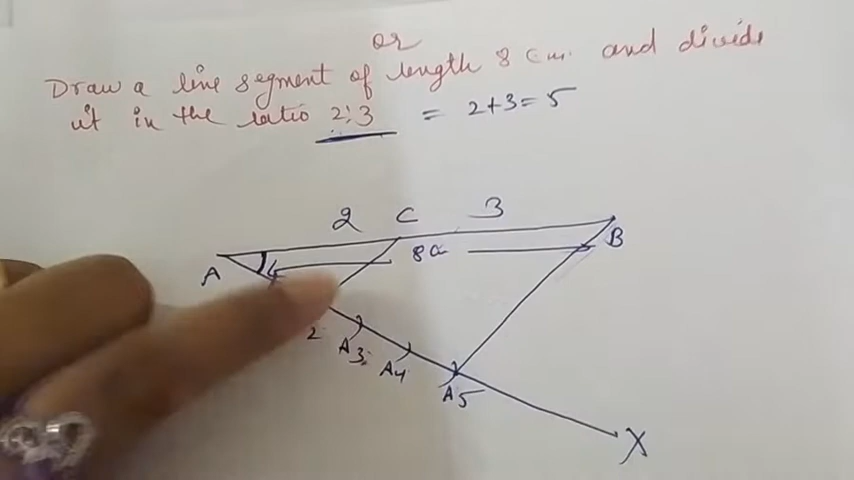 or
Draw a line segment of length 8 cm. and divide
it in the ratio 2:3 = 2+3=5
2 C 3
A 8 B
2
A3
A4
A5
X